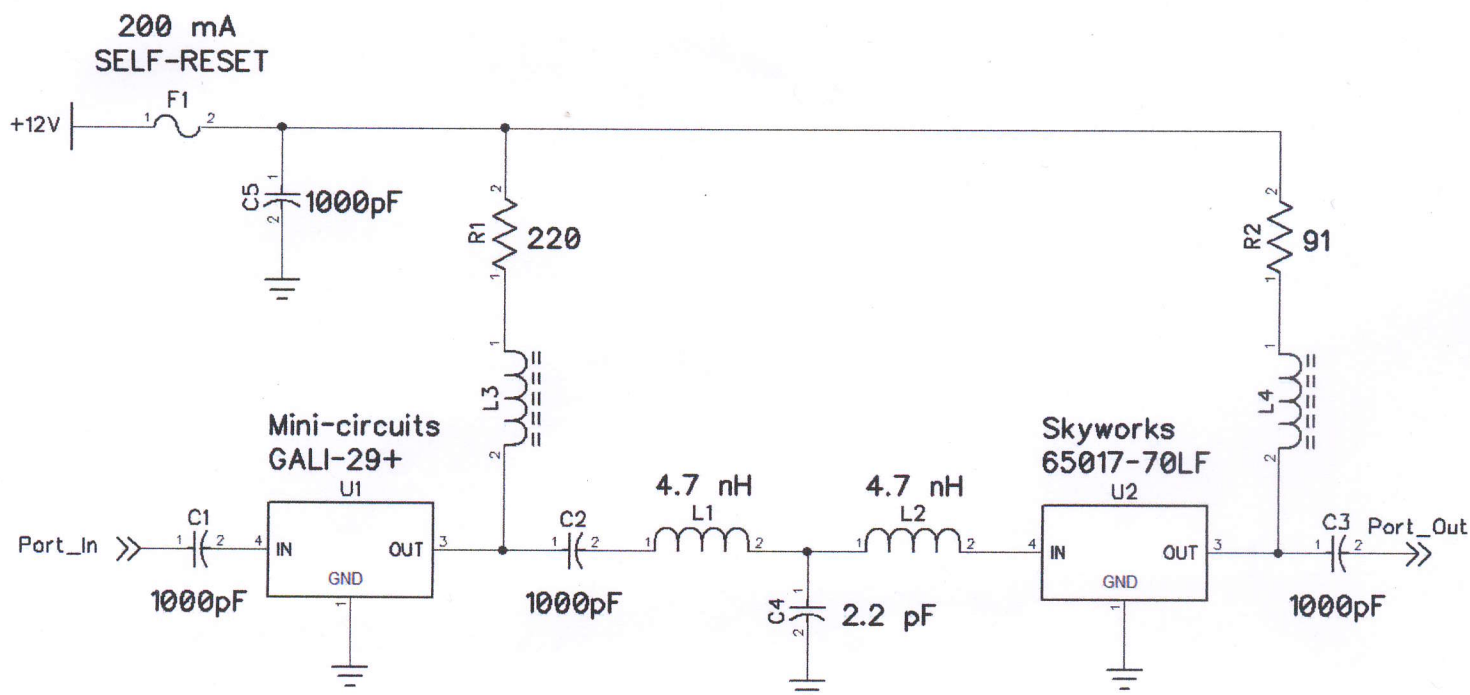 200 mA
SELF-RESET
F1
+12V
1
2
1
C5
1000pF
2
2
R1
220
1
2
R2
91
1
1
L3
2
1
L4
2
Mini-circuits
GALI-29+
U1
Skyworks
65017-70LF
U2
4.7 nH
L1
4.7 nH
L2
Port_In
C1
1
2
4
IN
OUT
3
GND
1
1000pF
C2
1
2
1000pF
1
2
1
2
1
C4
2
2.2 pF
4
IN
OUT
3
GND
1
C3
1
2
Port_Out
1000pF